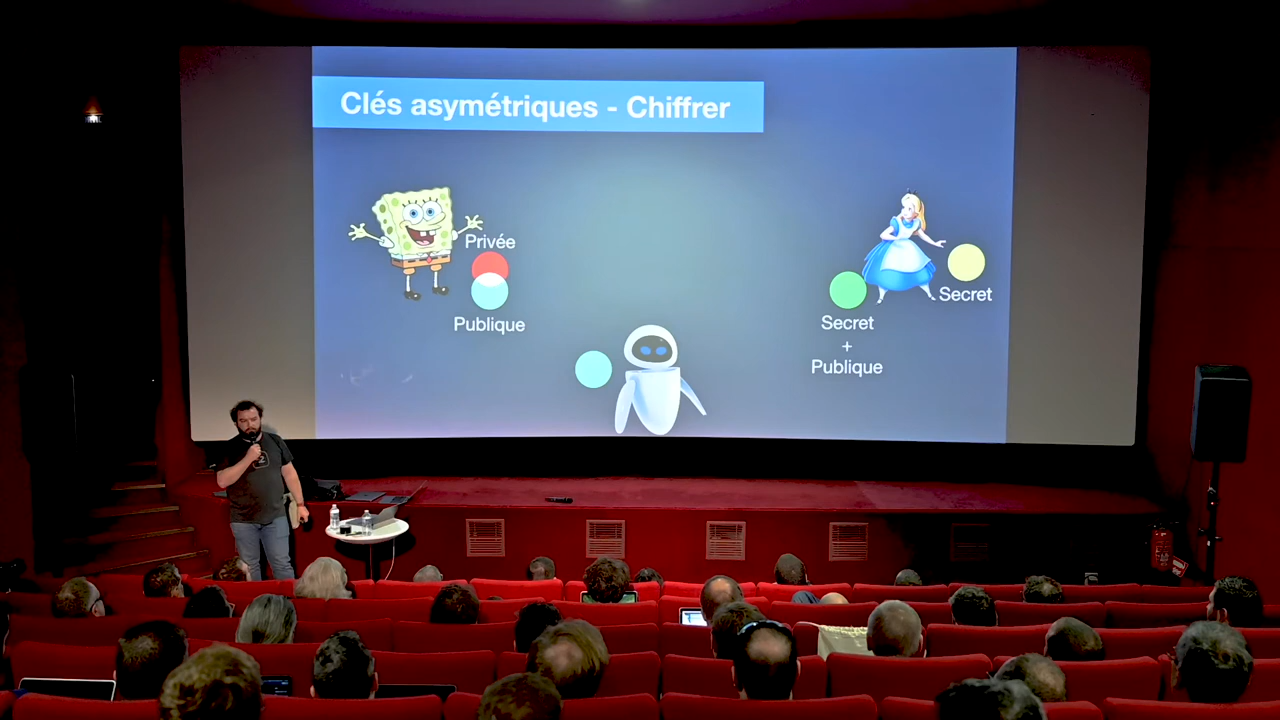 Clés asymétriques - Chiffrer
Privée
Publique
Secret
Secret
+
Publique